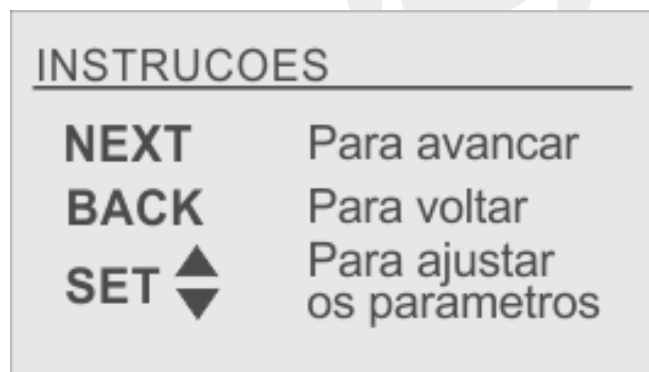 INSTRUCOES
NEXT Para avancar
BACK Para voltar
SET Para ajustar
os parametros